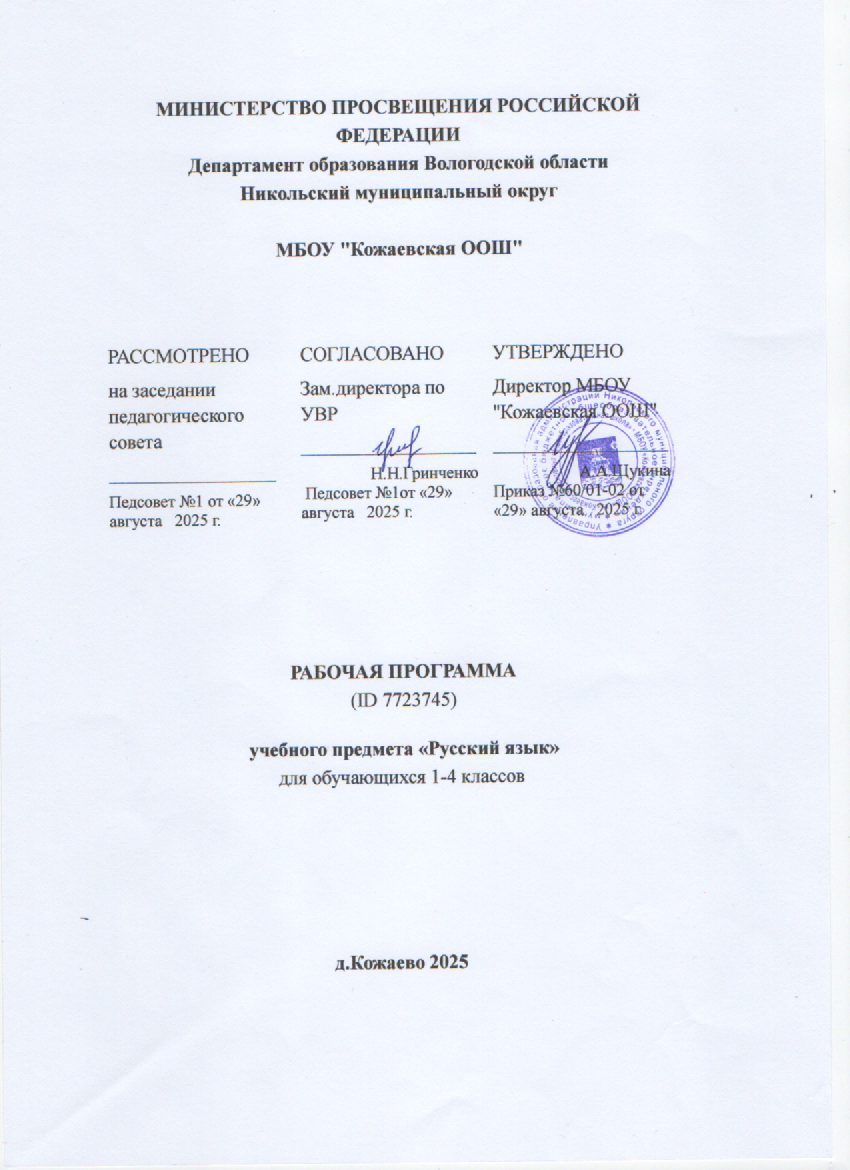 МИНИСТЕРСТВО ПРОСВЕЩЕНИЯ РОССИЙСКОЙ
ФЕДЕРАЦИИ
Департамент образования Вологодской области
Никольский муниципальный округ
МБОУ "Кожаевская ООШ"
РАССМОТРЕНО
на заседании
педагогического
совета
Педсовет №1 от «29»
августа 2025 г.
СОГЛАСОВАНО
Зам.директора по
УВР
Н.Н.Гринченко
Педсовет №1от «29»
августа 2025 г.
УТВЕРЖДЕНО
Директор МБОУ
"Кожаевская ООШ"
А.А.Щукина
Приказ №60/01-02 от
«29» августа 2025 г.
РАБОЧАЯ ПРОГРАММА
(ID 7723745)
учебного предмета «Русский язык»
для обучающихся 1-4 классов
д.Кожаево 2025